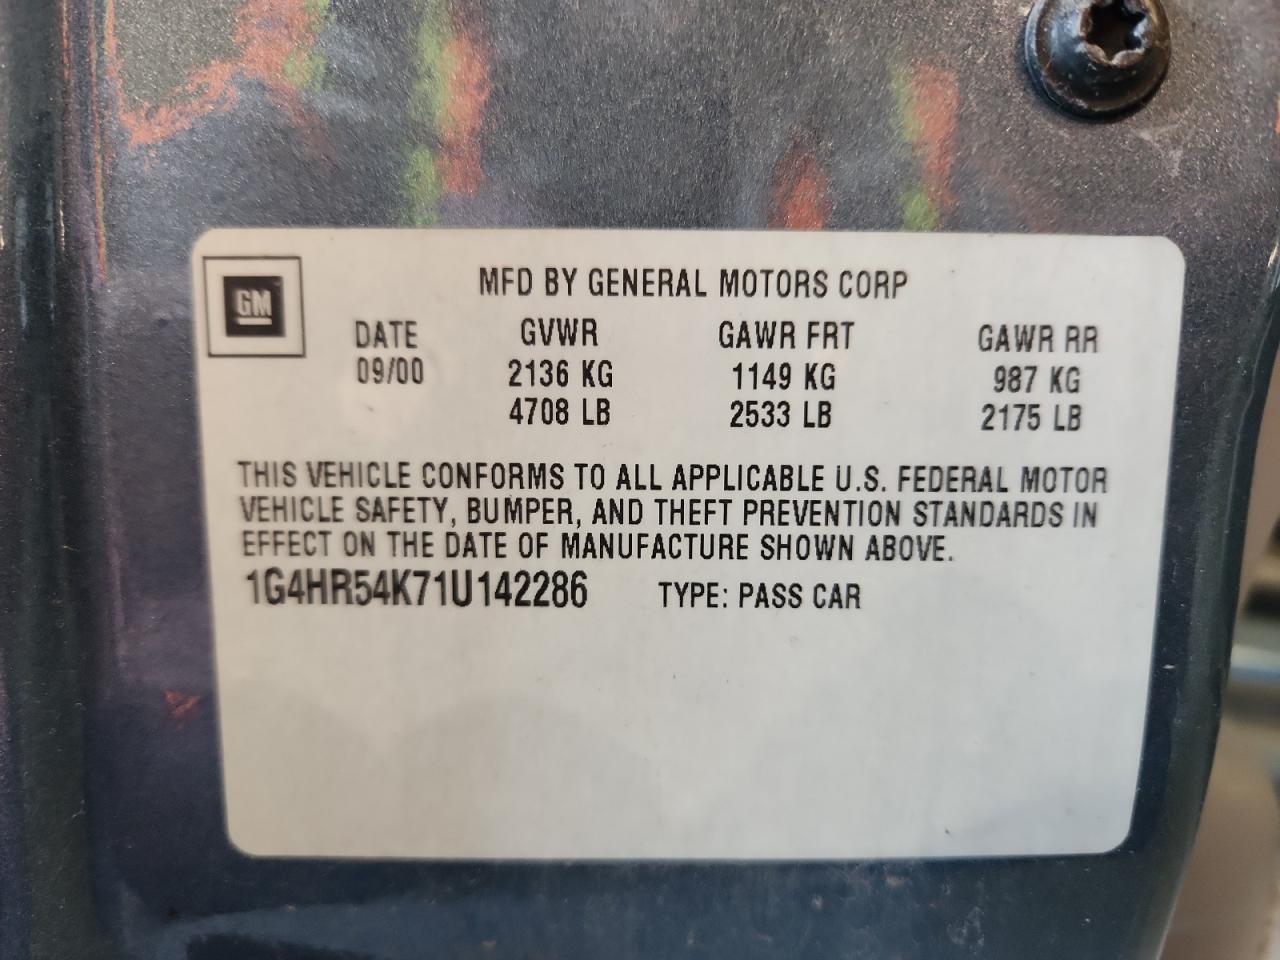 GM
MFD BY GENERAL MOTORS CORP
DATE GVWR GAWR FRT GAWR RR
09/00 2136 KG 1149 KG 987 KG
4708 LB 2533 LB 2175 LB
THIS VEHICLE CONFORMS TO ALL APPLICABLE U.S. FEDERAL MOTOR
VEHICLE SAFETY, BUMPER, AND THEFT PREVENTION STANDARDS IN
EFFECT ON THE DATE OF MANUFACTURE SHOWN ABOVE.
1G4HR54K71U142286 TYPE: PASS CAR